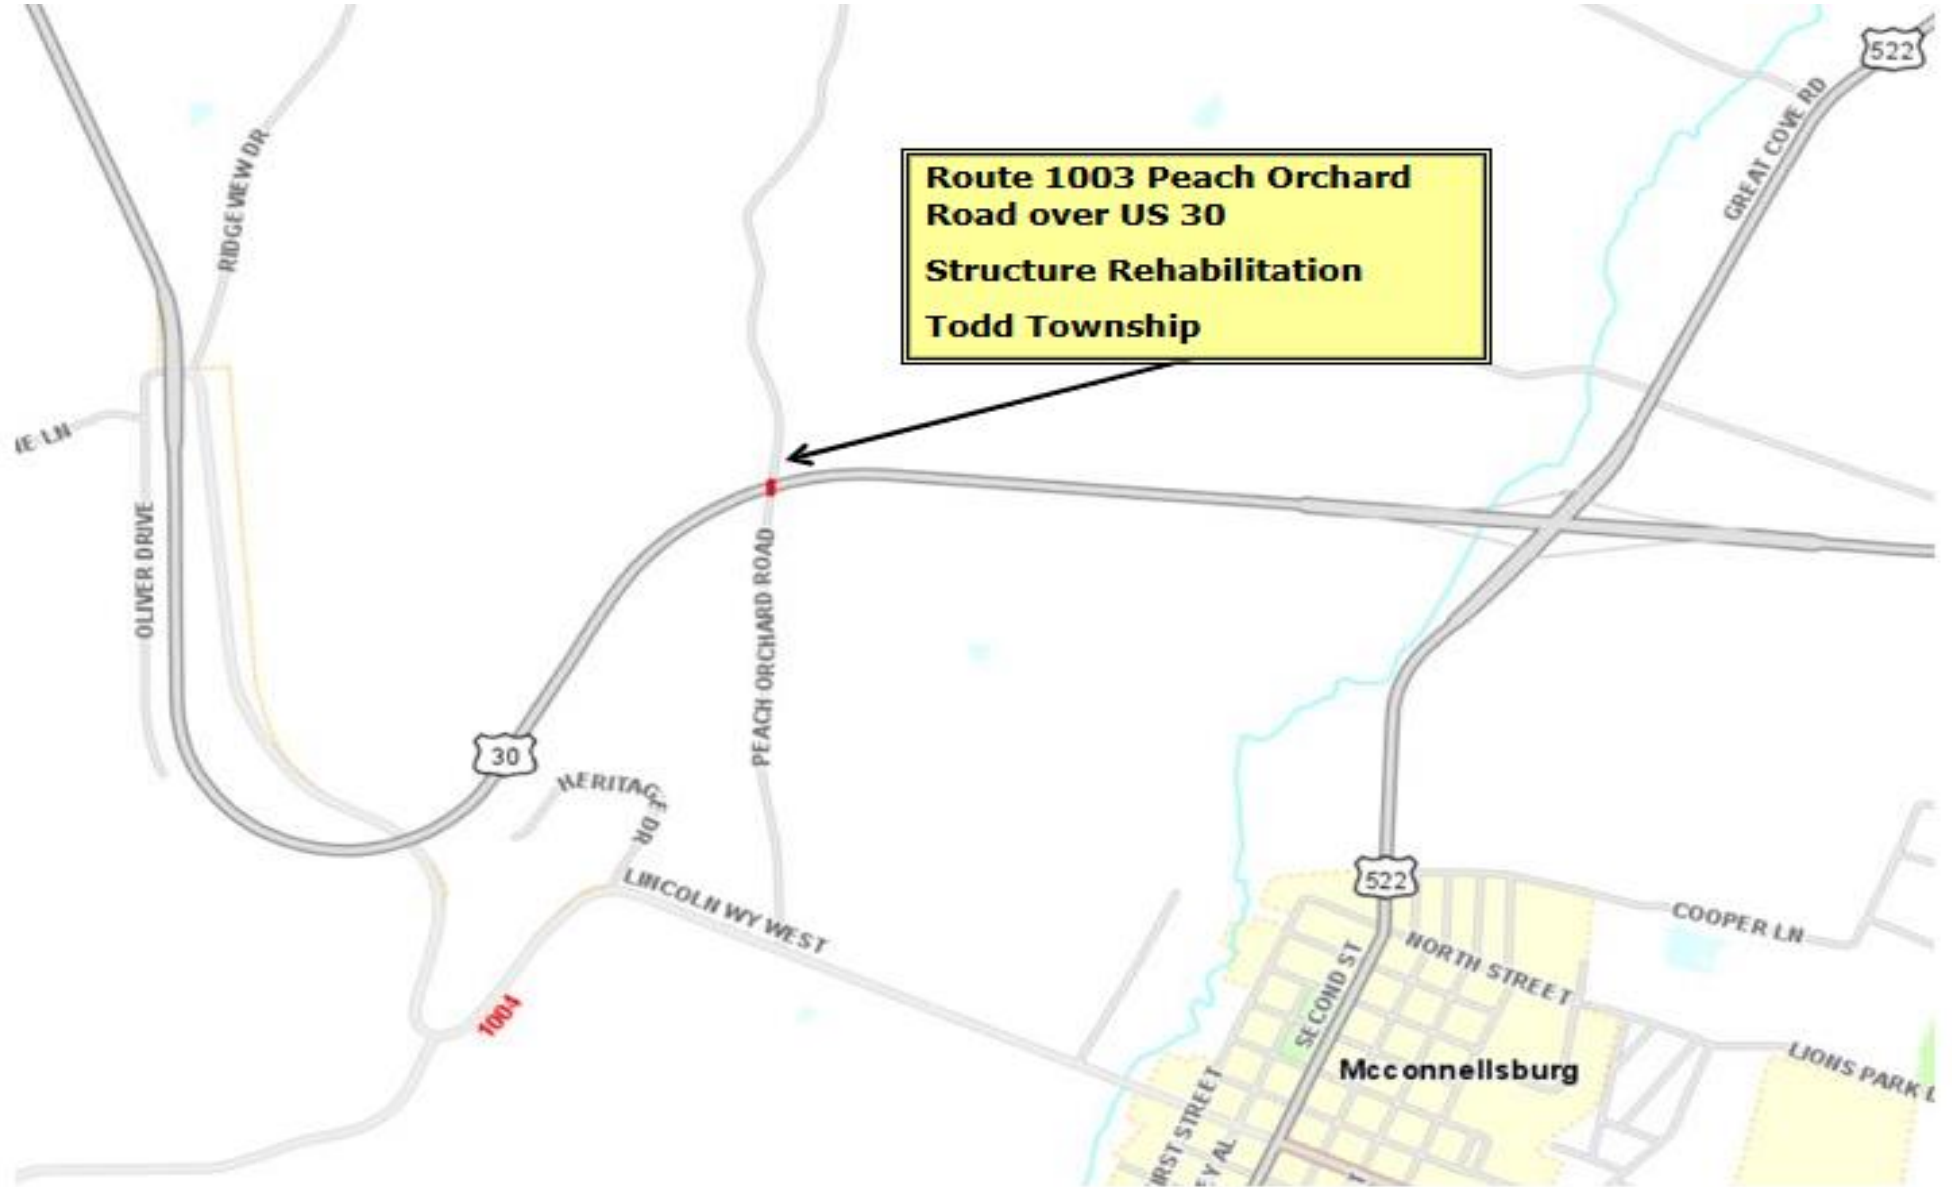 522
GREAT COVE RD
RIDGEVIEW DR
Route 1003 Peach Orchard
Road over US 30
Structure Rehabilitation
Todd Township
LN
OLIVER DRIVE
PEACH ORCHARD ROAD
30
HERITAGE DR
LINCOLN WY WEST
522
COOPER LN
NORTH STREET
SECOND ST
1004
Mcconnellsburg
LIONS PARK
STREET
AL